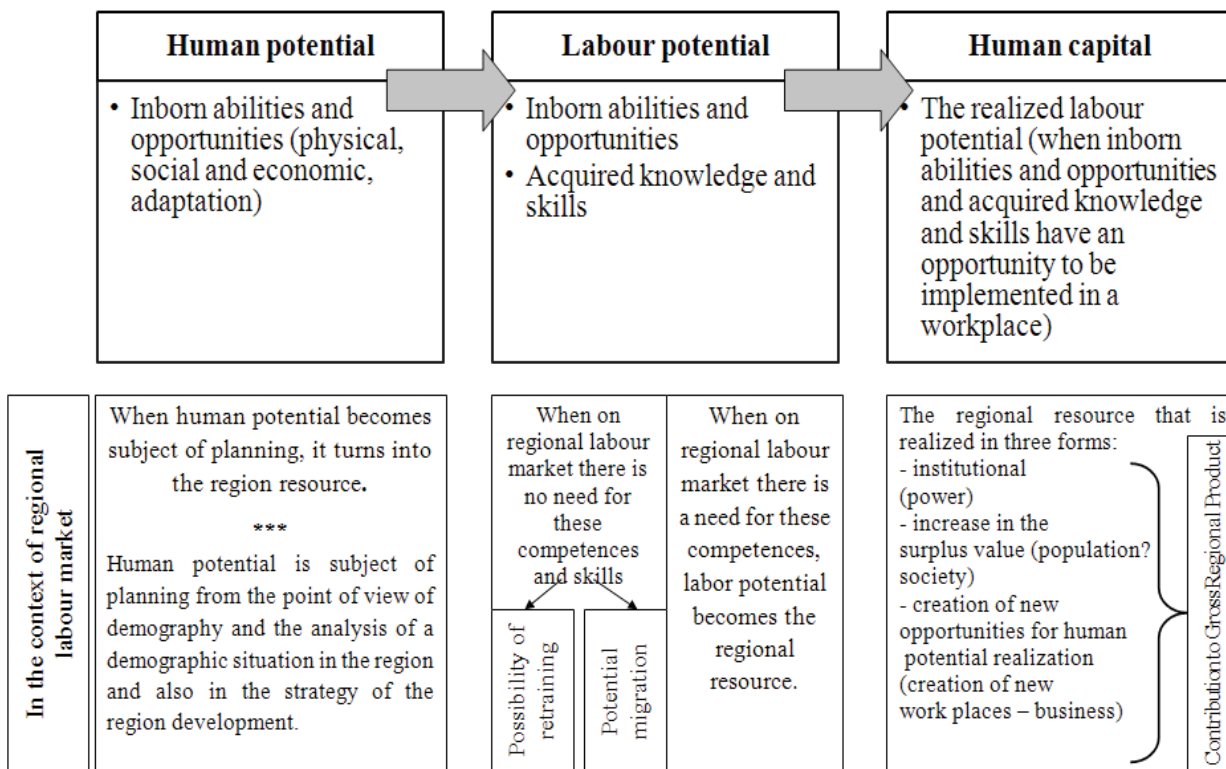 Human potential
• Inborn abilities and
opportunities (physical,
social and economic,
adaptation)
Labour potential
• Inborn abilities and
opportunities
• Acquired knowledge and
skills
Human capital
• The realized labour
potential (when inborn
abilities and opportunities
and acquired knowledge
and skills have an
opportunity to be
implemented in a
workplace)
In the context of regional
labour market
When human potential becomes
subject of planning, it turns into
the region resource.
***
Human potential is subject of
planning from the point of view of
demography and the analysis of a
demographic situation in the region
and also in the strategy of the
region development.
When on
regional labour
market there is
no need for
these
competences
and skills
Possibility of
retraining
Potential
migration
When on
regional labour
market there is
a need for these
competences,
labor potential
becomes the
regional
resource.
The regional resource that is
realized in three forms:
- institutional
(power)
- increase in the
surplus value (population?
society)
- creation of new
opportunities for human
potential realization
(creation of new
work places – business)
Contribution to Gross Regional Product